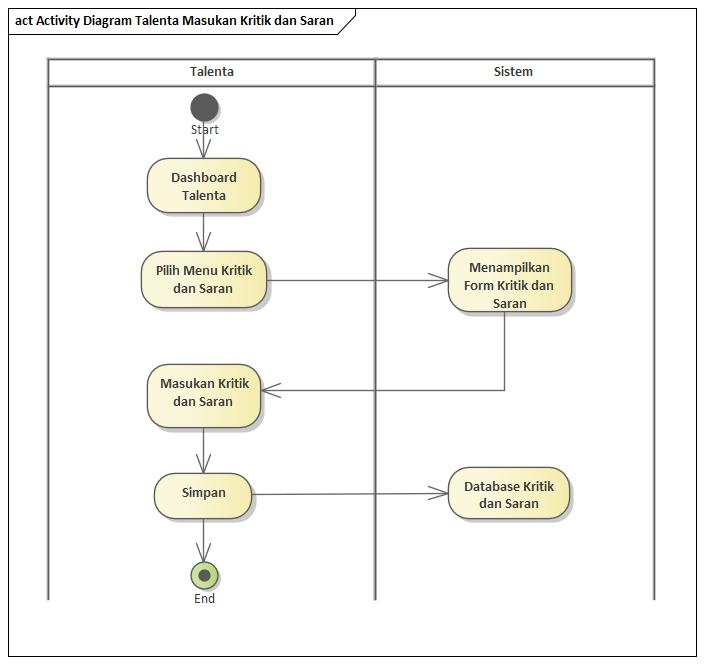 act Activity Diagram Talenta Masukan Kritik dan Saran
Talenta
Sistem
Start
Dashboard
Talenta
Pilih Menu Kritik
dan Saran
Menampilkan
Form Kritik dan
Saran
Masukan Kritik
dan Saran
Simpan
Database Kritik
dan Saran
End